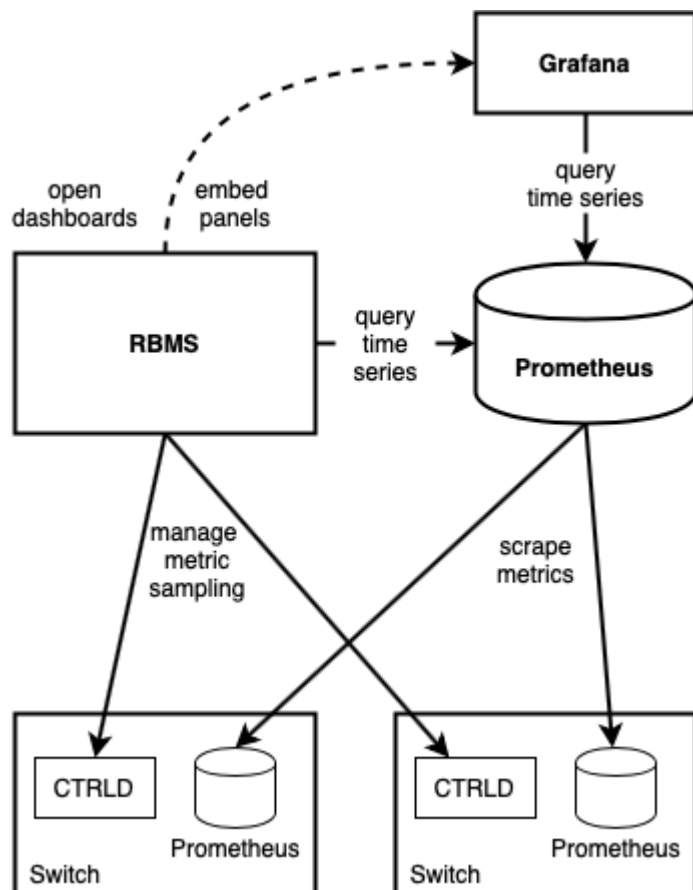 Grafana
query
time series
open
dashboards
embed
panels
RBMS
query
time
series
Prometheus
manage
metric
sampling
scrape
metrics
CTRLD
Prometheus
Switch
CTRLD
Prometheus
Switch